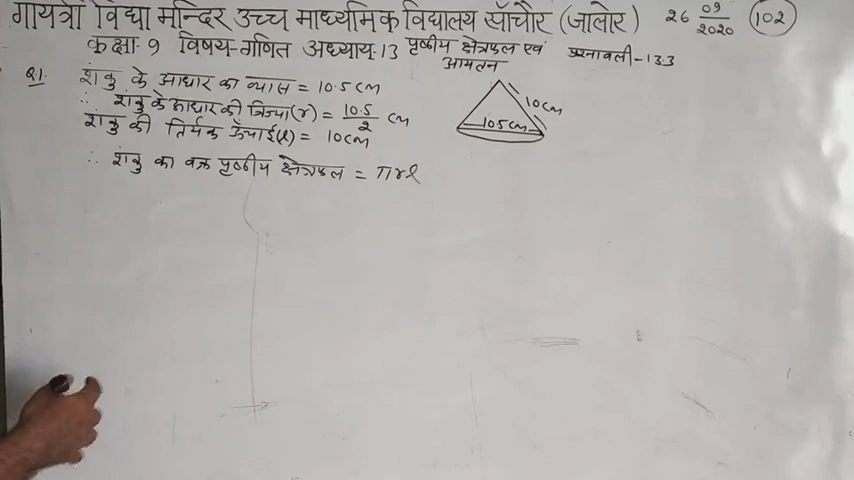 गायत्री विद्या मन्दिर उच्च माध्यमिक विद्यालय साँचौर (जालोर) 26 09/2020 102
कक्षा:9 विषय-गणित अध्याय:13 पृष्ठीय क्षेत्रफल एवं आयतन प्रश्नावली-13.3
Q1. शंकु के आधार का व्यास = 10.5 cm
∴ शंकु के आधार की त्रिज्या(r) = 10.5/2 cm
शंकु की तिर्यक ऊँचाई(l) = 10cm
∴ शंकु का वक्र पृष्ठीय क्षेत्रफल = πrl
10cm
10.5cm